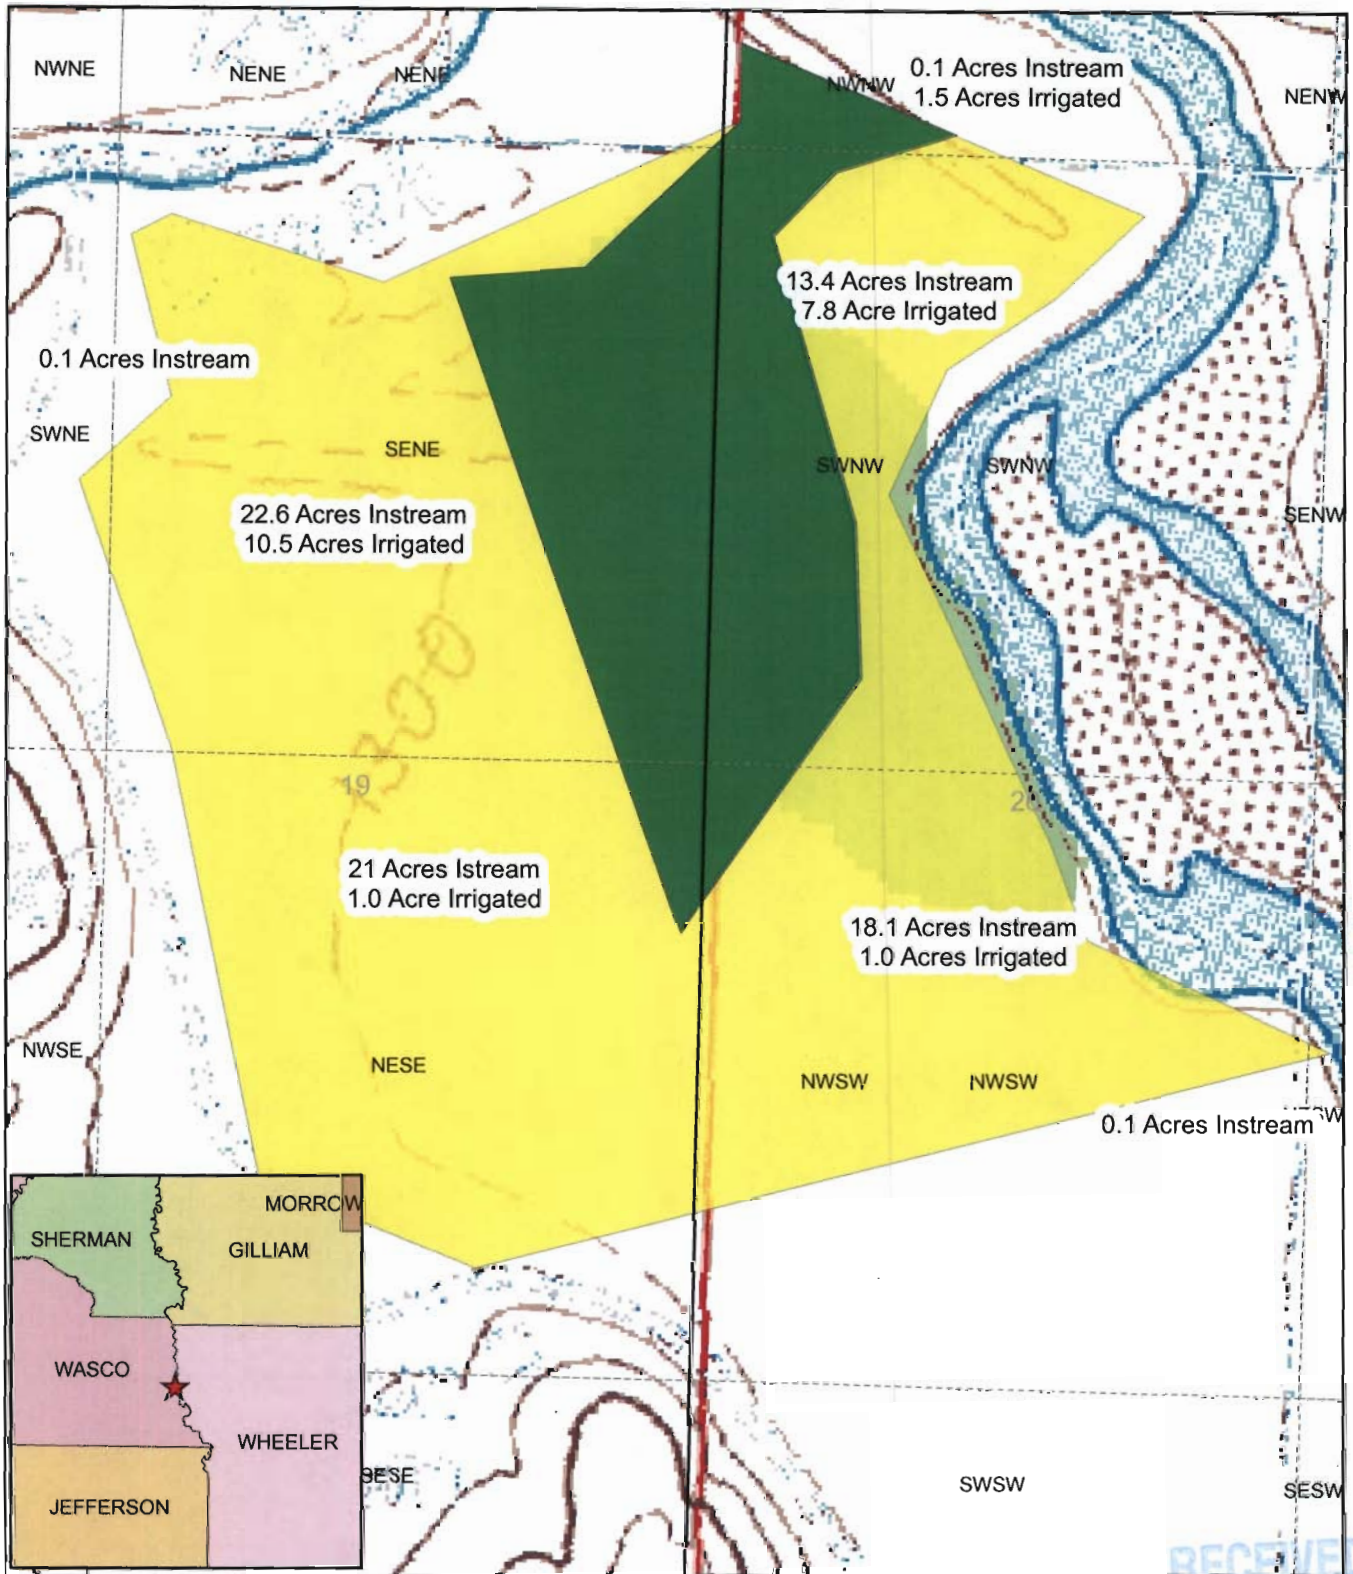 NWNE
NENE
NENE
NWNW
0.1 Acres Instream
1.5 Acres Irrigated
NENW
13.4 Acres Instream
7.8 Acre Irrigated
0.1 Acres Instream
SWNE
SENE
SWNW
SWNW
SENW
22.6 Acres Instream
10.5 Acres Irrigated
1300
19
21 Acres Istream
1.0 Acre Irrigated
18.1 Acres Instream
1.0 Acres Irrigated
NWSE
NESE
NWSW
NWSW
0.1 Acres Instream
MORROW
SHERMAN
GILLIAM
WASCO
WHEELER
JEFFERSON
SESE
SWSW
SESW
RECEIVED